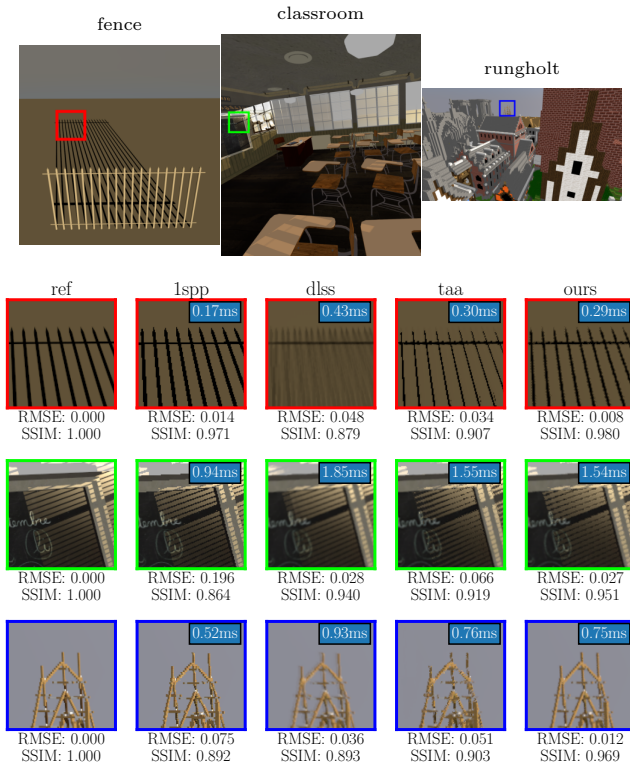 fence
classroom
rungholt
ref 1spp dlss taa ours
0.17ms 0.43ms 0.30ms 0.29ms
RMSE: 0.000 RMSE: 0.014 RMSE: 0.048 RMSE: 0.034 RMSE: 0.008
SSIM: 1.000 SSIM: 0.971 SSIM: 0.879 SSIM: 0.907 SSIM: 0.980
0.94ms 1.85ms 1.55ms 1.54ms
RMSE: 0.000 RMSE: 0.196 RMSE: 0.028 RMSE: 0.066 RMSE: 0.027
SSIM: 1.000 SSIM: 0.864 SSIM: 0.940 SSIM: 0.919 SSIM: 0.951
0.52ms 0.93ms 0.76ms 0.75ms
RMSE: 0.000 RMSE: 0.075 RMSE: 0.036 RMSE: 0.051 RMSE: 0.012
SSIM: 1.000 SSIM: 0.892 SSIM: 0.893 SSIM: 0.903 SSIM: 0.969